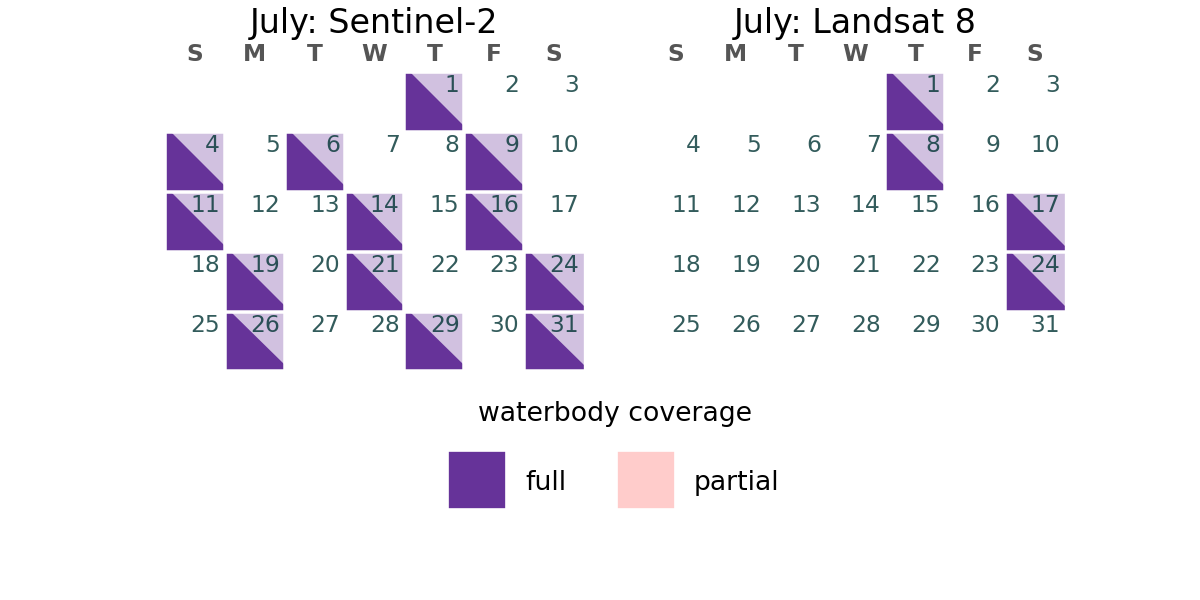 July: Sentinel-2
S M T W T F S
1 2 3
4 5 6 7 8 9 10
11 12 13 14 15 16 17
18 19 20 21 22 23 24
25 26 27 28 29 30 31
July: Landsat 8
S M T W T F S
1 2 3
4 5 6 7 8 9 10
11 12 13 14 15 16 17
18 19 20 21 22 23 24
25 26 27 28 29 30 31
waterbody coverage
full
partial